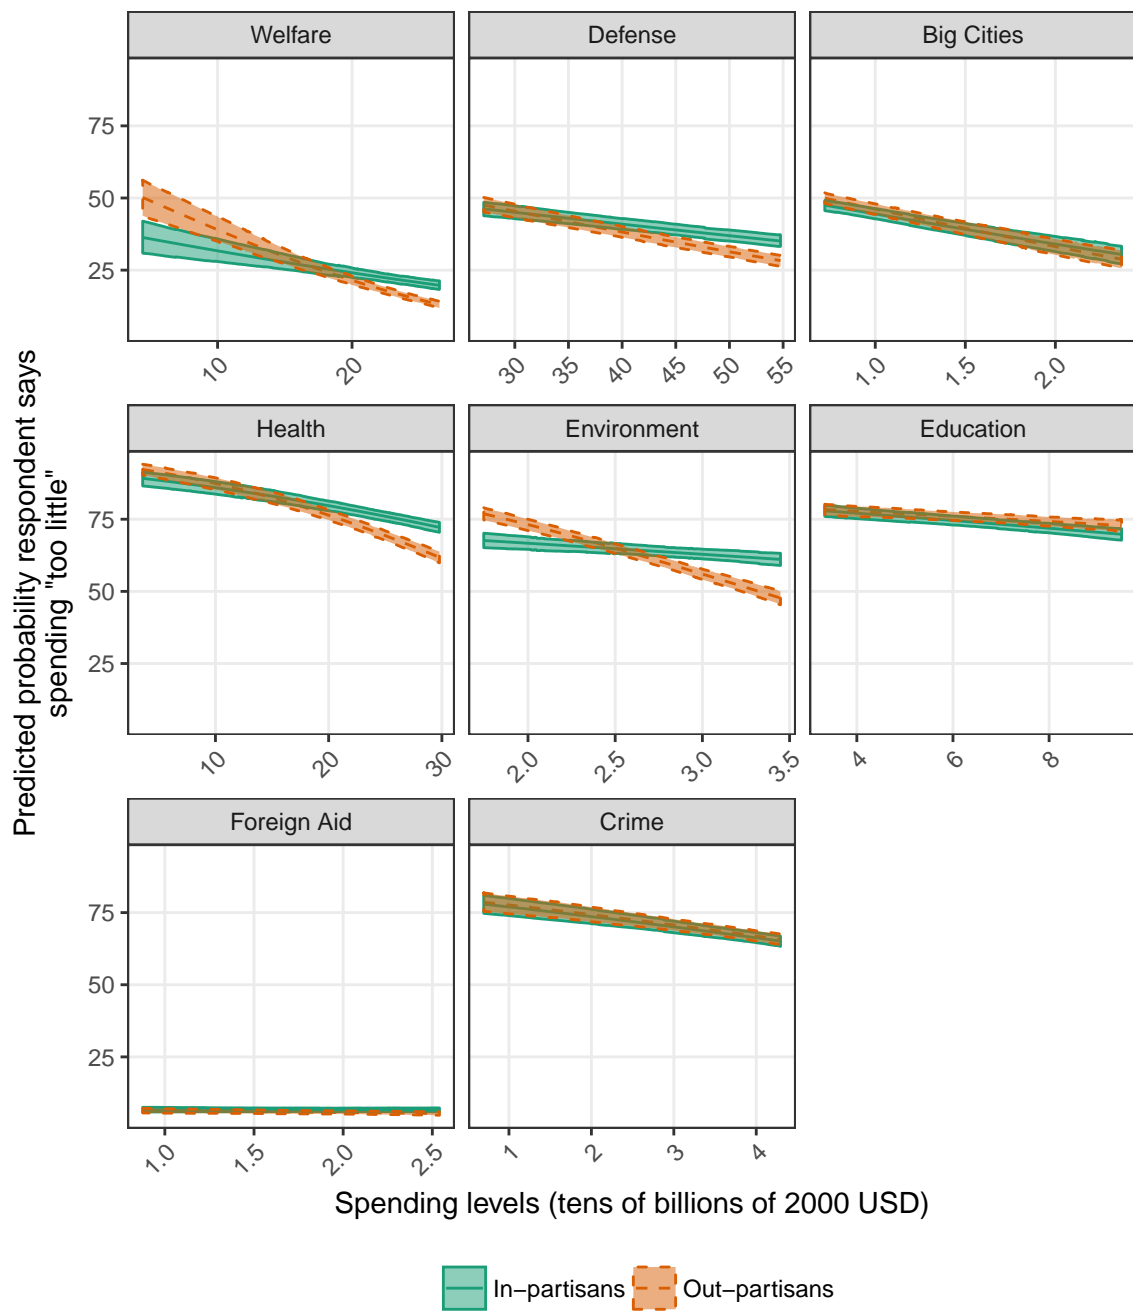 Welfare
Defense
Big Cities
75
50
25
10
20
30
35
40
45
50
55
1.0
1.5
2.0
Health
Environment
Education
75
50
25
10
20
30
2.0
2.5
3.0
3.5
4
6
8
Foreign Aid
Crime
75
50
25
1.0
1.5
2.0
2.5
1
2
3
4
Predicted probability respondent says
spending "too little"
Spending levels (tens of billions of 2000 USD)
In−partisans
Out−partisans